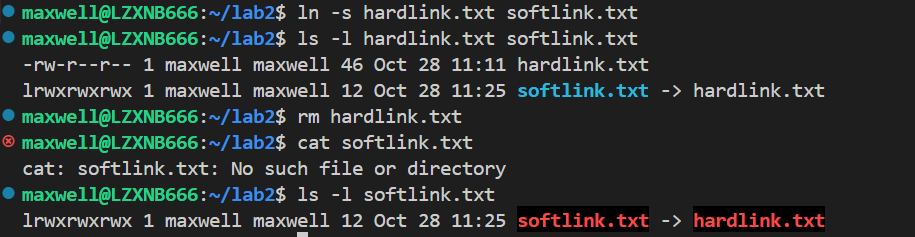 maxwell@LZXNB666:~/lab2$ ln -s hardlink.txt softlink.txt
maxwell@LZXNB666:~/lab2$ ls -l hardlink.txt softlink.txt
-rw-r--r-- 1 maxwell maxwell 46 Oct 28 11:11 hardlink.txt
lrwxrwxrwx 1 maxwell maxwell 12 Oct 28 11:25 softlink.txt -> hardlink.txt
maxwell@LZXNB666:~/lab2$ rm hardlink.txt
maxwell@LZXNB666:~/lab2$ cat softlink.txt
cat: softlink.txt: No such file or directory
maxwell@LZXNB666:~/lab2$ ls -l softlink.txt
lrwxrwxrwx 1 maxwell maxwell 12 Oct 28 11:25 softlink.txt -> hardlink.txt